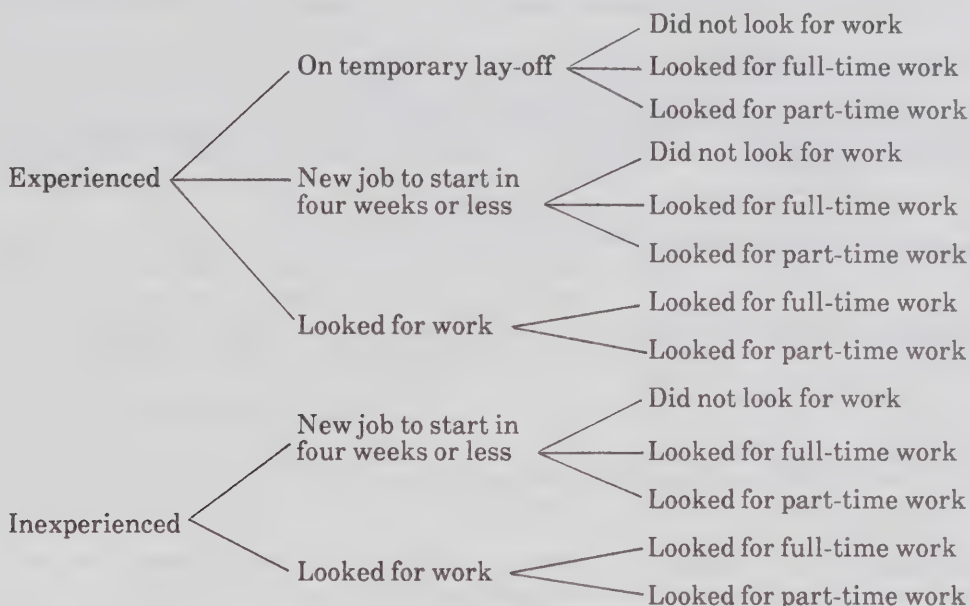 Experienced
On temporary lay-off
Did not look for work
Looked for full-time work
Looked for part-time work
New job to start in
four weeks or less
Did not look for work
Looked for full-time work
Looked for part-time work
Looked for work
Looked for full-time work
Looked for part-time work
Inexperienced
New job to start in
four weeks or less
Did not look for work
Looked for full-time work
Looked for part-time work
Looked for work
Looked for full-time work
Looked for part-time work